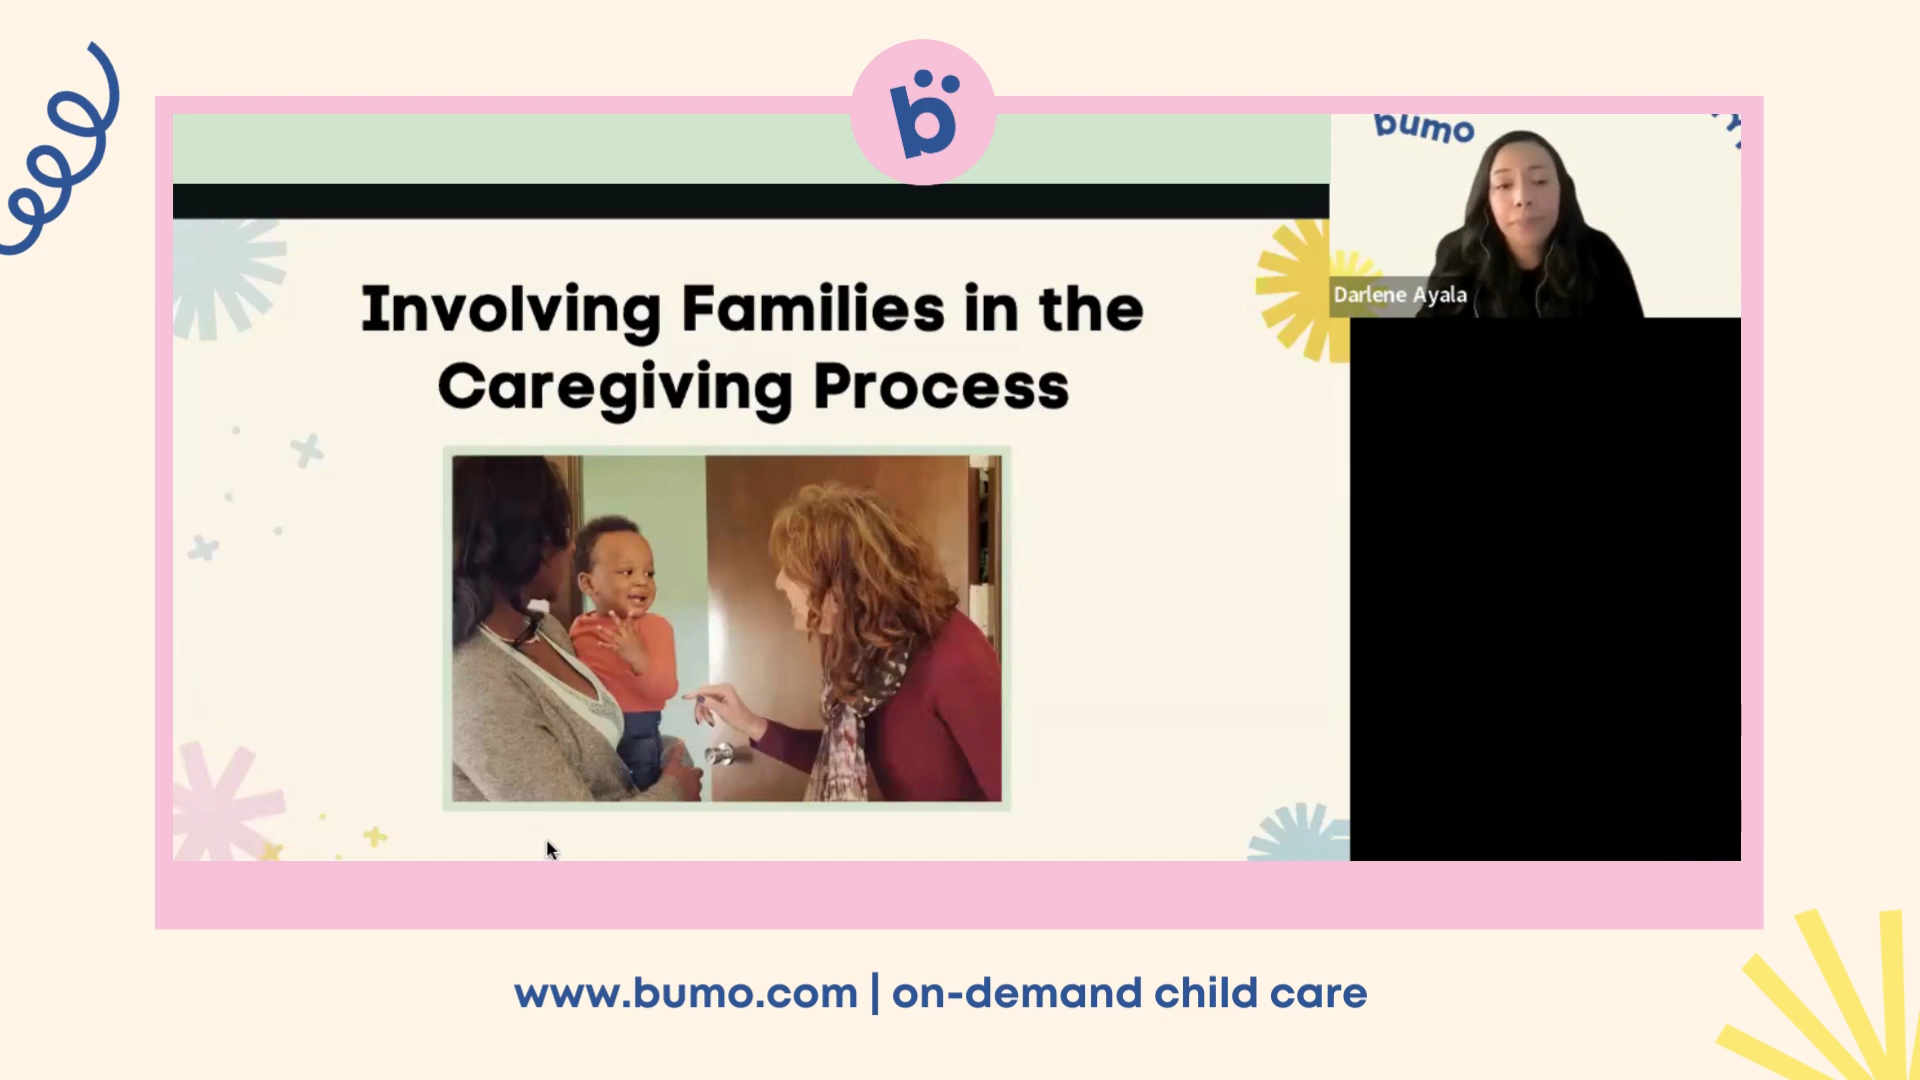 b
bumo
Darlene Ayala
Involving Families in the
Caregiving Process
www.bumo.com | on-demand child care